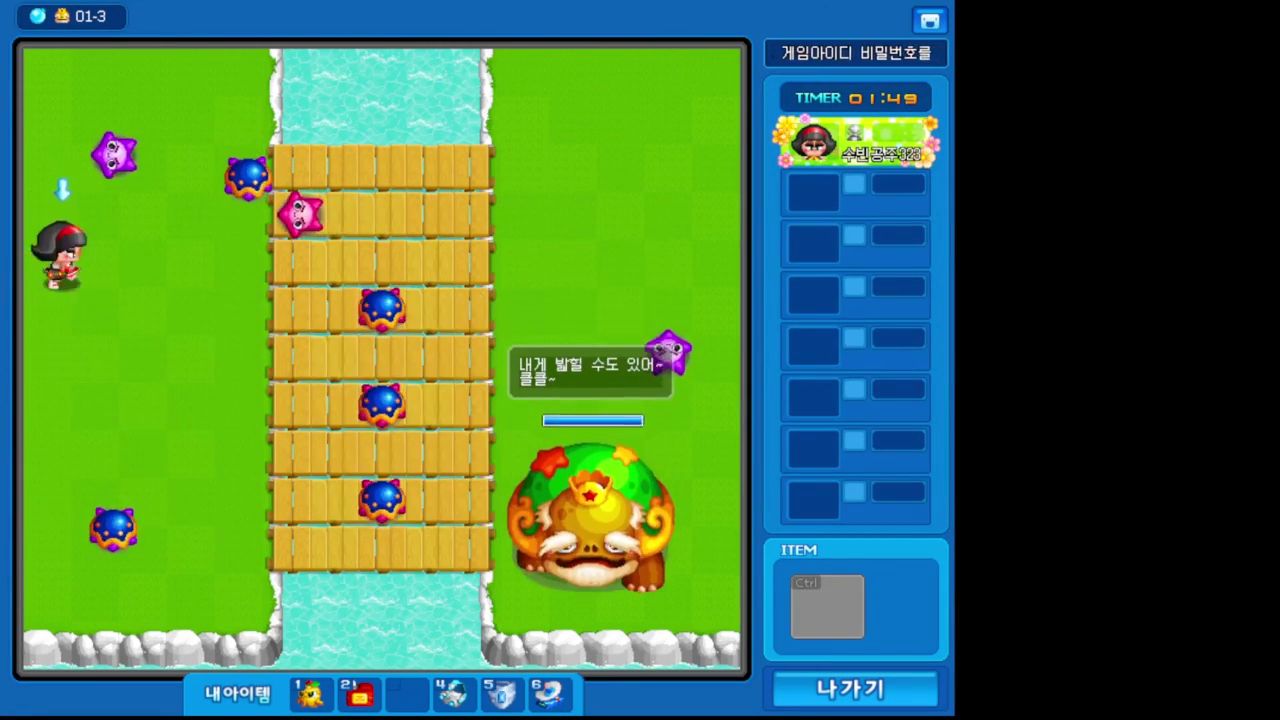 01-3
게임아이디 비밀번호를
TIMER 01:49
수빈공주323
내게 밟힐 수도 있어~
클클~
ITEM
Ctrl
나가기
내아이템
1
2
4
5
6